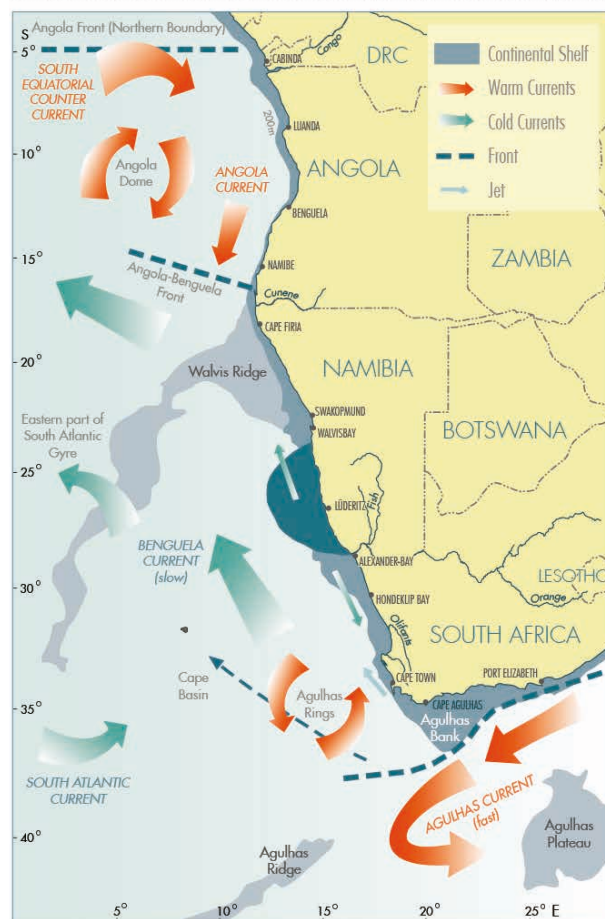 Angola Front (Northern Boundary)
S
5°
SOUTH
EQUATORIAL
COUNTER
CURRENT
Congo
CABINDA
DRC
Continental Shelf
Warm Currents
Cold Currents
Front
Jet
200m
LUANDA
10°
Angola
Dome
ANGOLA
CURRENT
ANGOLA
BENGUELA
15°
Angola-Benguela
Front
NAMIBE
Cunene
ZAMBIA
CAPE FIRIA
20°
Walvis Ridge
NAMIBIA
SWAKOPMUND
WALVISBAY
BOTSWANA
Eastern part of
South Atlantic
Gyre
25°
LÜDERITZ
Fish
BENGUELA
CURRENT
(slow)
ALEXANDER-BAY
30°
HONDEKLIP BAY
LESOTHO
Orange
Olifants
SOUTH AFRICA
Cape
Basin
Agulhas
Rings
CAPE TOWN
PORT ELIZABETH
35°
CAPE AGULHAS
Agulhas
Bank
SOUTH ATLANTIC
CURRENT
AGULHAS CURRENT
(fast)
Agulhas
Plateau
40°
Agulhas
Ridge
5°
10°
15°
20°
25° E